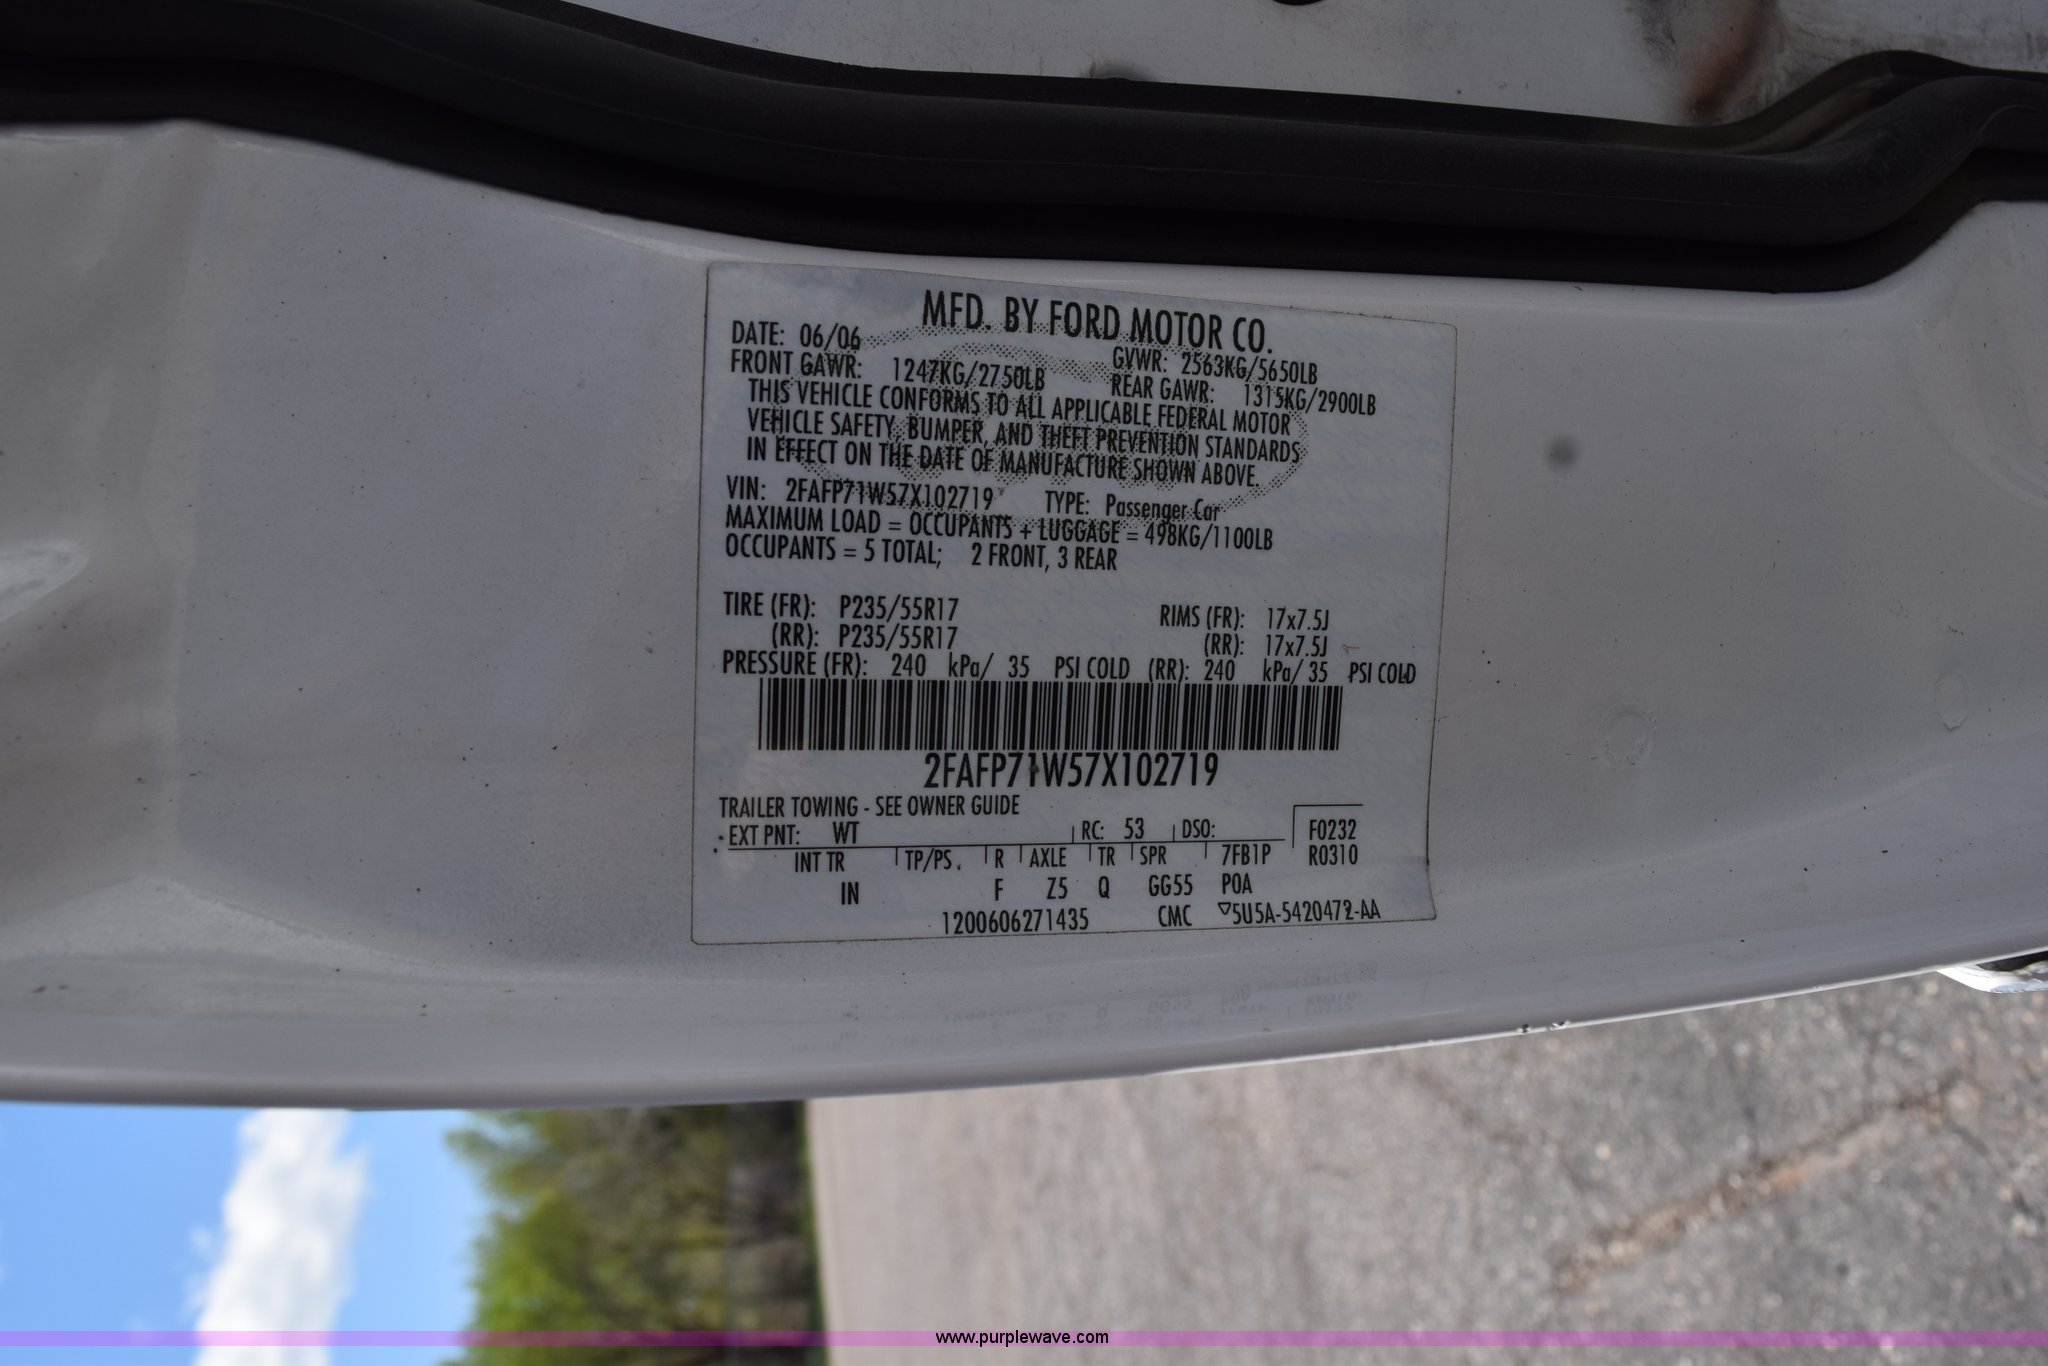 MFD. BY FORD MOTOR CO.
DATE: 06/06 GVWR: 2563KG/5650LB
FRONT GAWR: 1247KG/2750LB REAR GAWR: 1315KG/2900LB
THIS VEHICLE CONFORMS TO ALL APPLICABLE FEDERAL MOTOR
VEHICLE SAFETY, BUMPER, AND THEFT PREVENTION STANDARDS
IN EFFECT ON THE DATE OF MANUFACTURE SHOWN ABOVE.
VIN: 2FAFP71W57X102719 TYPE: Passenger Car
MAXIMUM LOAD = OCCUPANTS + LUGGAGE = 498KG/1100LB
OCCUPANTS = 5 TOTAL; 2 FRONT, 3 REAR
TIRE (FR): P235/55R17 RIMS (FR): 17x7.5J
(RR): P235/55R17 (RR): 17x7.5J
PRESSURE (FR): 240 kPa/ 35 PSI COLD (RR): 240 kPa/ 35 PSI COLD
2FAFP71W57X102719
TRAILER TOWING - SEE OWNER GUIDE
EXT PNT: WT RC: 53 DSO: F0232
INT TR TP/PS R AXLE TR SPR 7FB1P R0310
IN F Z5 Q GG55 POA
1200606271435 CMC ▽5U5A-5420472-AA
www.purplewave.com